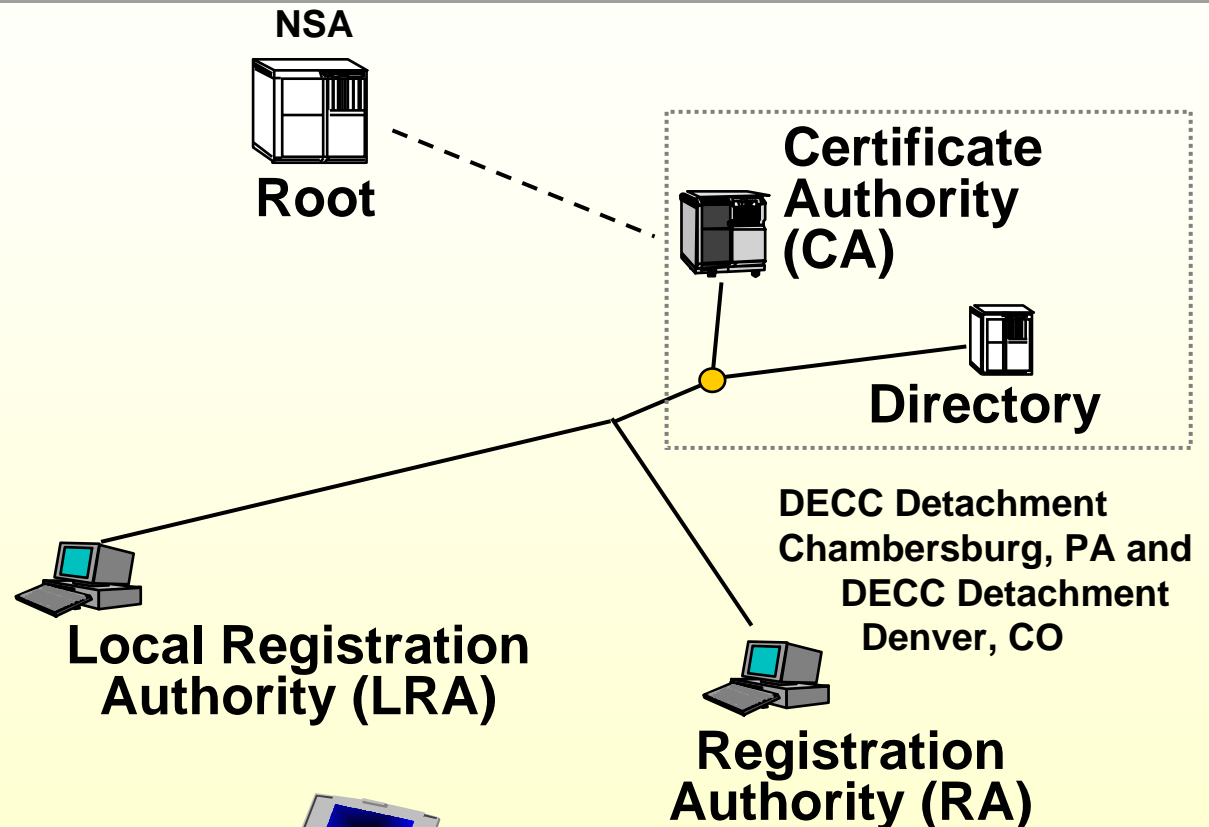 NSA
Root
Certificate
Authority
(CA)
Directory
DECC Detachment
Chambersburg, PA and
DECC Detachment
Denver, CO
Local Registration
Authority (LRA)
Registration
Authority (RA)